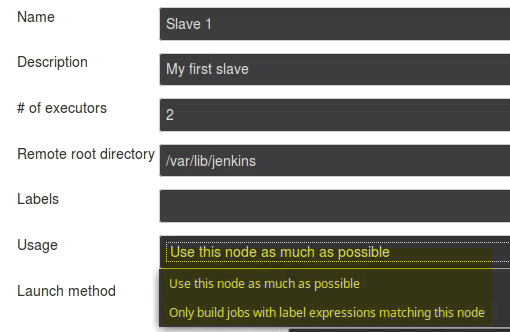 Name
Slave 1
Description
My first slave
# of executors
2
Remote root directory
/var/lib/jenkins
Labels
Usage
Use this node as much as possible
Use this node as much as possible
Launch method
Only build jobs with label expressions matching this node